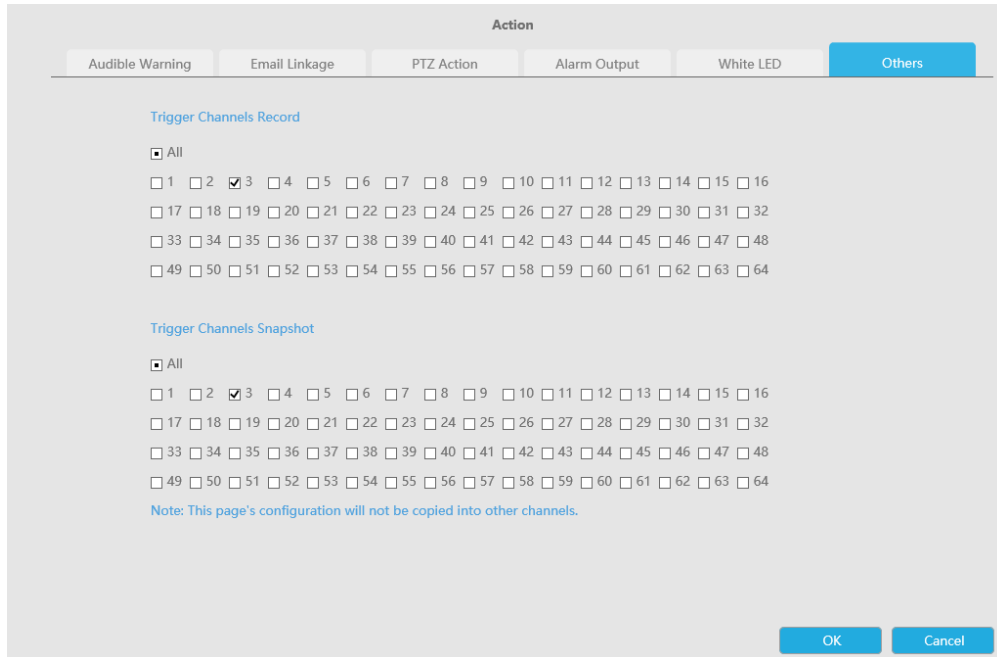 Action
Audible Warning Email Linkage PTZ Action Alarm Output White LED Others
Trigger Channels Record
All
1 2 3 4 5 6 7 8 9 10 11 12 13 14 15 16
17 18 19 20 21 22 23 24 25 26 27 28 29 30 31 32
33 34 35 36 37 38 39 40 41 42 43 44 45 46 47 48
49 50 51 52 53 54 55 56 57 58 59 60 61 62 63 64
Trigger Channels Snapshot
All
1 2 3 4 5 6 7 8 9 10 11 12 13 14 15 16
17 18 19 20 21 22 23 24 25 26 27 28 29 30 31 32
33 34 35 36 37 38 39 40 41 42 43 44 45 46 47 48
49 50 51 52 53 54 55 56 57 58 59 60 61 62 63 64
Note: This page's configuration will not be copied into other channels.
OK Cancel